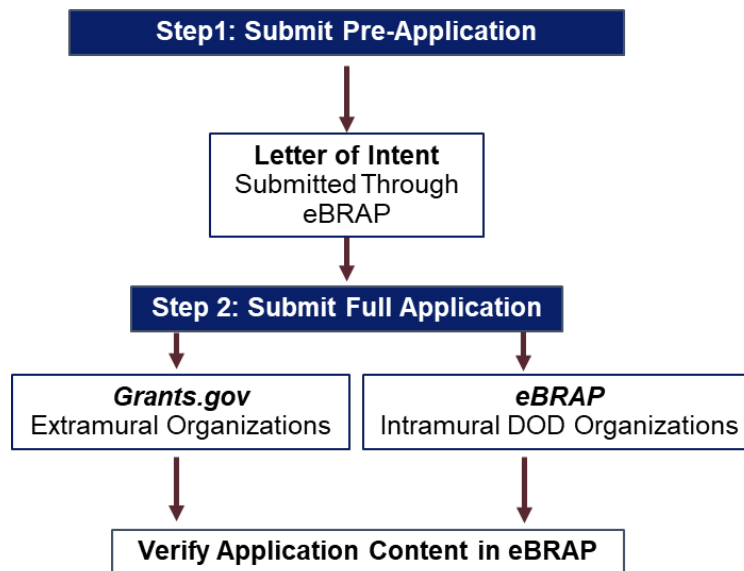 Step1: Submit Pre-Application
Letter of Intent
Submitted Through
eBRAP
Step 2: Submit Full Application
Grants.gov
Extramural Organizations
eBRAP
Intramural DOD Organizations
Verify Application Content in eBRAP